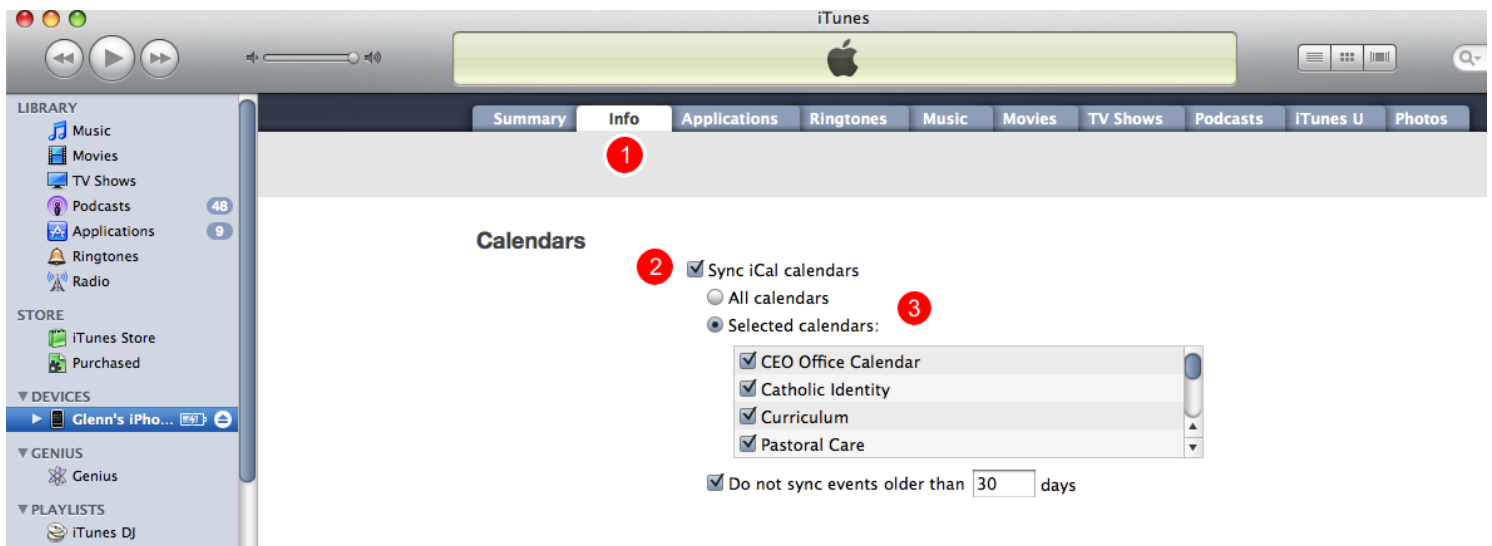 iTunes
LIBRARY
Music
Movies
TV Shows
Podcasts 48
Applications 9
Ringtones
Radio
STORE
iTunes Store
Purchased
DEVICES
Glenn's iPho...
GENIUS
Genius
PLAYLISTS
iTunes DJ
Summary Info Applications Ringtones Music Movies TV Shows Podcasts iTunes U Photos
1
Calendars
2 Sync iCal calendars
All calendars
3
Selected calendars:
CEO Office Calendar
Catholic Identity
Curriculum
Pastoral Care
Do not sync events older than 30 days